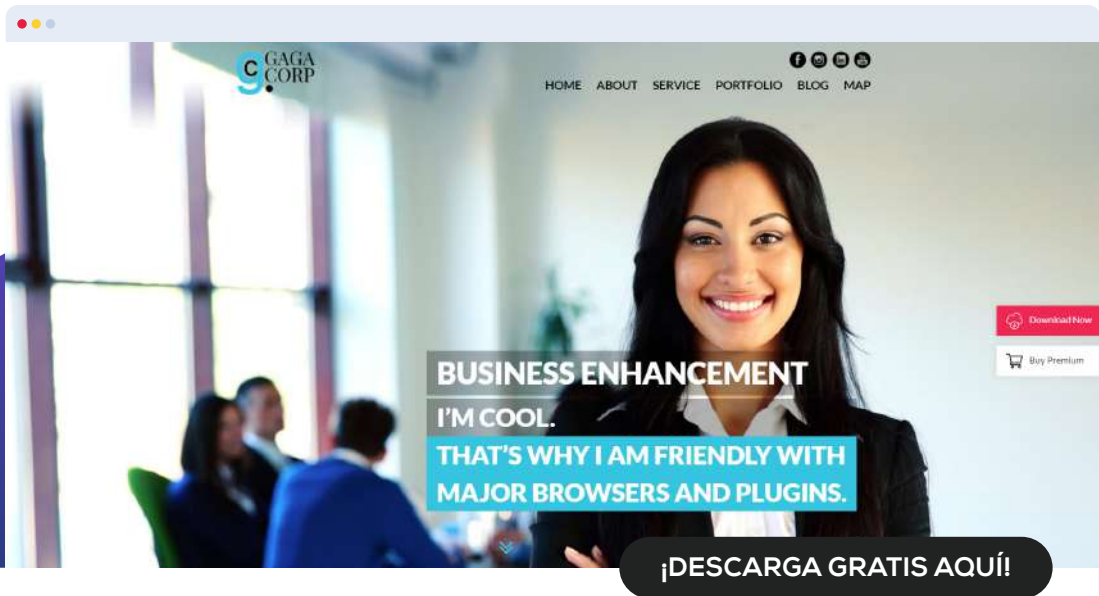 GAGA
CORP
HOME ABOUT SERVICE PORTFOLIO BLOG MAP
Download Now
Buy Premium
BUSINESS ENHANCEMENT
I'M COOL.
THAT'S WHY I AM FRIENDLY WITH
MAJOR BROWSERS AND PLUGINS.
¡DESCARGA GRATIS AQUÍ!